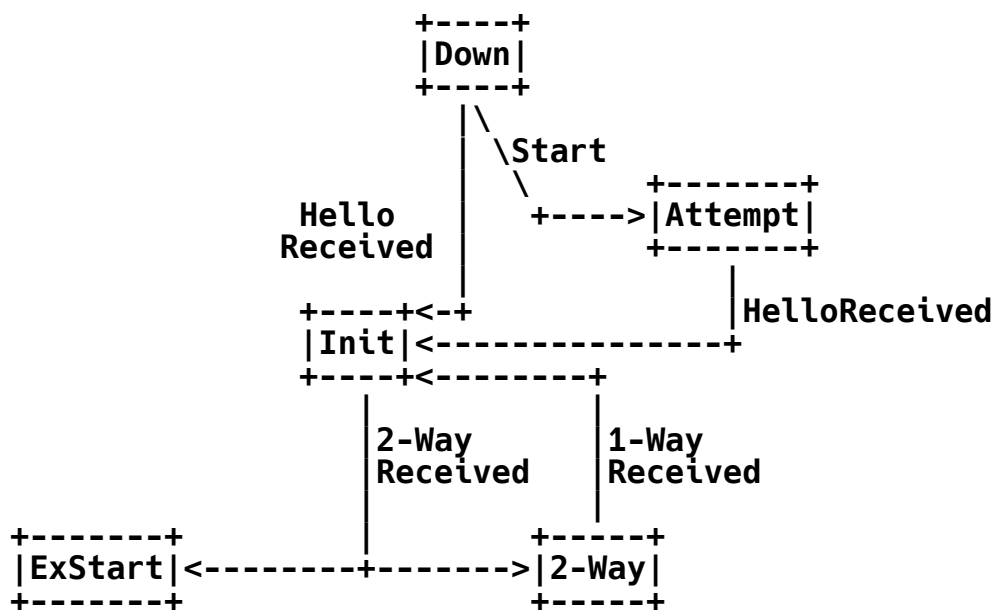 Down
Start
Attempt
Hello
Received
HelloReceived
Init
2-Way
Received
1-Way
Received
ExStart
2-Way